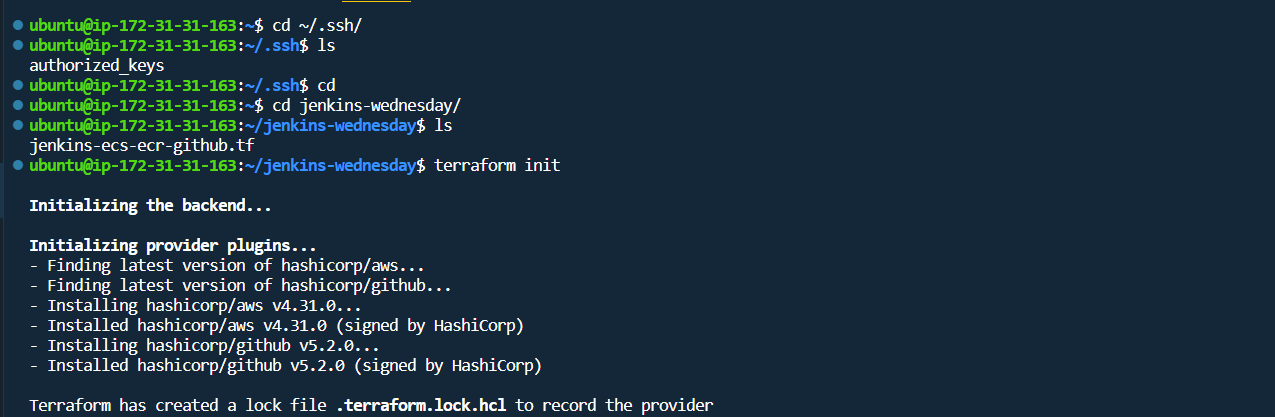 ubuntu@ip-172-31-31-163:~$ cd ~/.ssh/
ubuntu@ip-172-31-31-163:~/.ssh$ ls
authorized_keys
ubuntu@ip-172-31-31-163:~/.ssh$ cd
ubuntu@ip-172-31-31-163:~$ cd jenkins-wednesday/
ubuntu@ip-172-31-31-163:~/jenkins-wednesday$ ls
jenkins-ecs-ecr-github.tf
ubuntu@ip-172-31-31-163:~/jenkins-wednesday$ terraform init
Initializing the backend...
Initializing provider plugins...
- Finding latest version of hashicorp/aws...
- Finding latest version of hashicorp/github...
- Installing hashicorp/aws v4.31.0...
- Installed hashicorp/aws v4.31.0 (signed by HashiCorp)
- Installing hashicorp/github v5.2.0...
- Installed hashicorp/github v5.2.0 (signed by HashiCorp)
Terraform has created a lock file .terraform.lock.hcl to record the provider